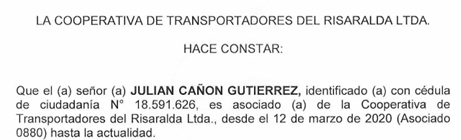 LA COOPERATIVA DE TRANSPORTADORES DEL RISARALDA LTDA.
HACE CONSTAR:
Que el (a) señor (a) JULIAN CAÑON GUTIERREZ, identificado (a) con cédula
de ciudadanía N° 18.591.626, es asociado (a) de la Cooperativa de
Transportadores del Risaralda Ltda., desde el 12 de marzo de 2020 (Asociado
0880) hasta la actualidad.